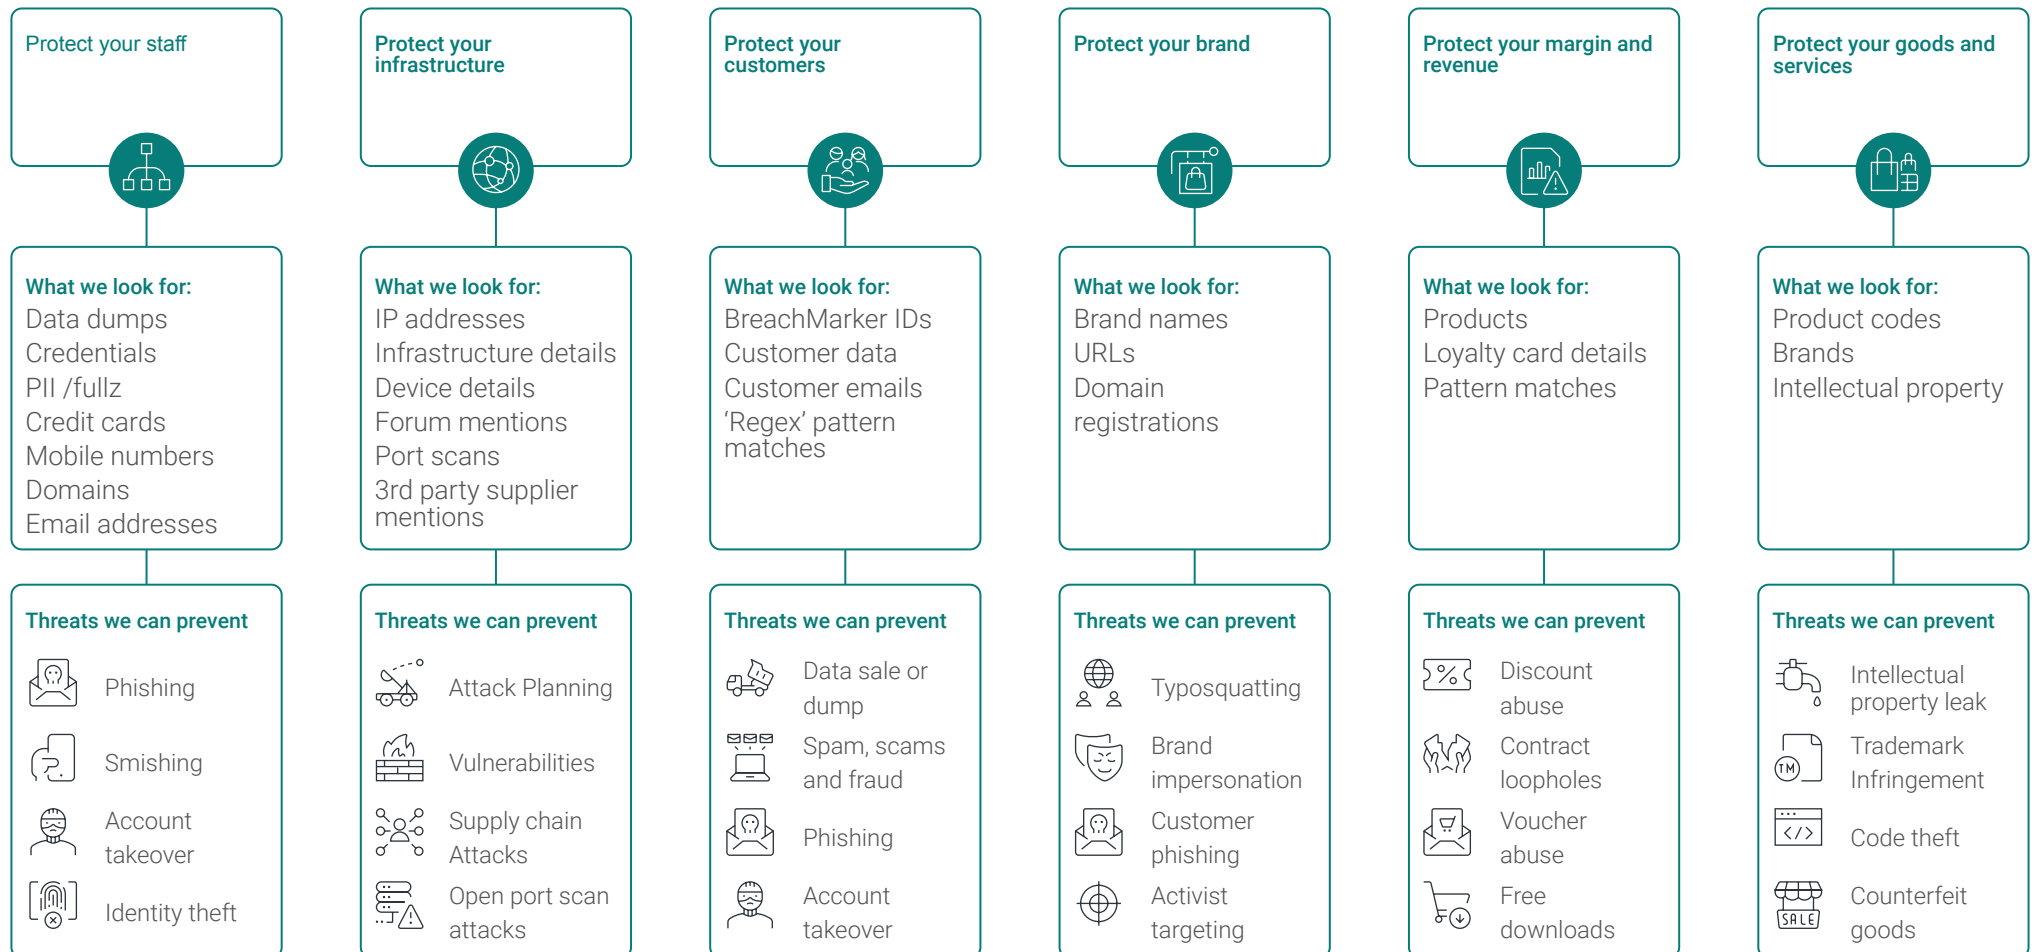 Protect your staff
What we look for:
Data dumps
Credentials
PII /fullz
Credit cards
Mobile numbers
Domains
Email addresses
Threats we can prevent
Phishing
Smishing
Account
takeover
Identity theft
Protect your
infrastructure
What we look for:
IP addresses
Infrastructure details
Device details
Forum mentions
Port scans
3rd party supplier
mentions
Threats we can prevent
Attack Planning
Vulnerabilities
Supply chain
Attacks
Open port scan
attacks
Protect your
customers
What we look for:
BreachMarker IDs
Customer data
Customer emails
‘Regex’ pattern
matches
Threats we can prevent
Data sale or
dump
Spam, scams
and fraud
Phishing
Account
takeover
Protect your brand
What we look for:
Brand names
URLs
Domain
registrations
Threats we can prevent
Typosquatting
Brand
impersonation
Customer
phishing
Activist
targeting
Protect your margin and
revenue
What we look for:
Products
Loyalty card details
Pattern matches
Threats we can prevent
%
Discount
abuse
Contract
loopholes
Voucher
abuse
Free
downloads
Protect your goods and
services
What we look for:
Product codes
Brands
Intellectual property
Threats we can prevent
Intellectual
property leak
TM
Trademark
Infringement
</>
Code theft
SALE
Counterfeit
goods